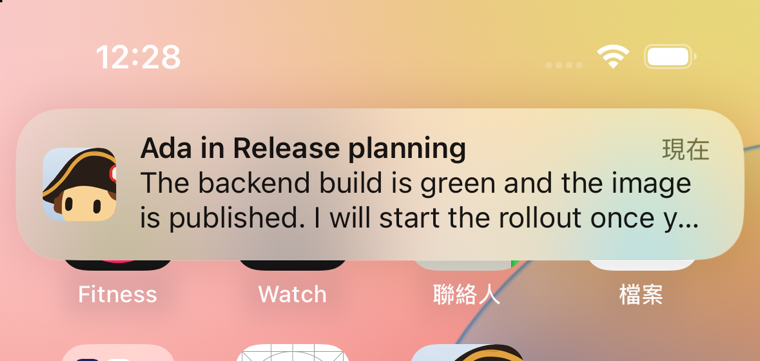 12:28
Ada in Release planning
現在
The backend build is green and the image
is published. I will start the rollout once y...
Fitness
Watch
聯絡人
檔案